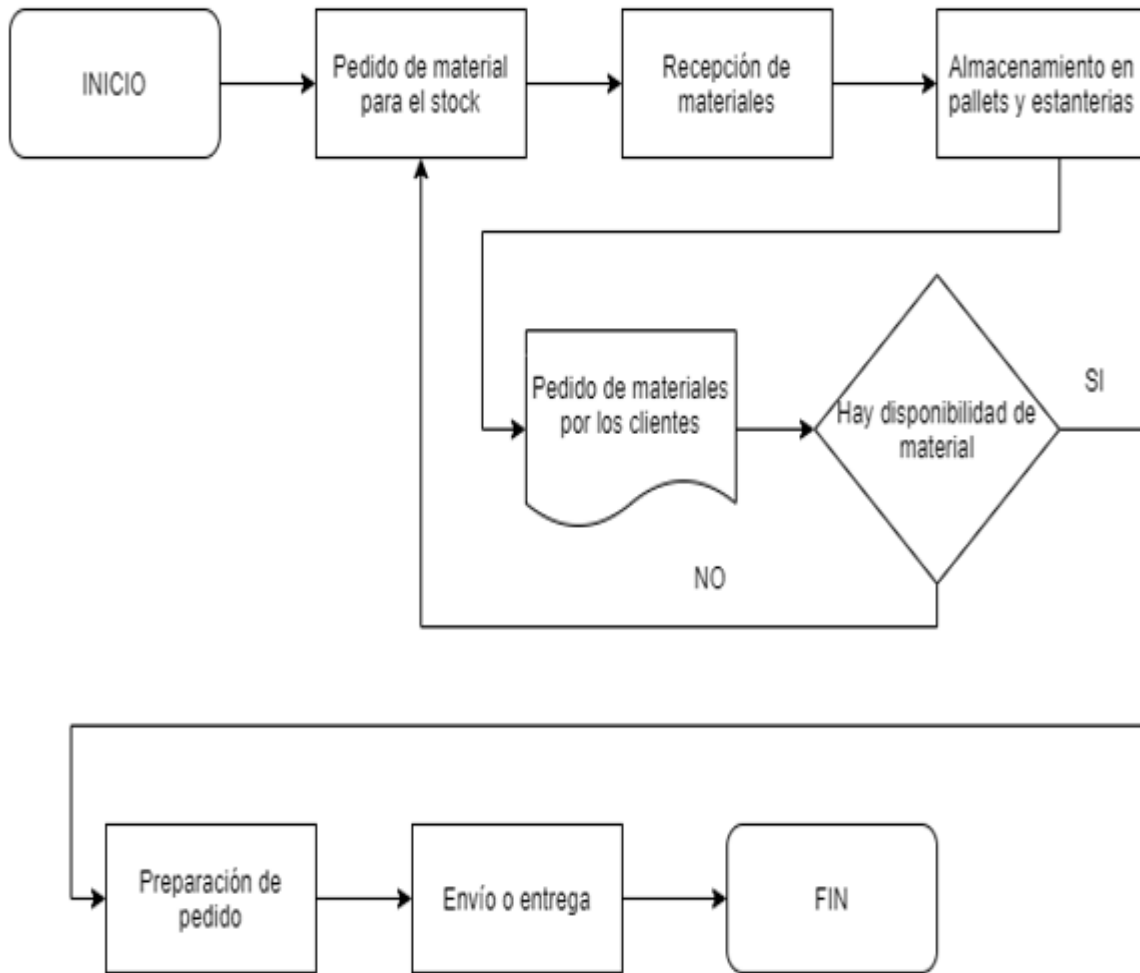 INICIO
Pedido de material
para el stock
Recepción de
materiales
Almacenamiento en
pallets y estanterias
Pedido de materiales
por los clientes
Hay disponibilidad de
material
SI
NO
Preparación de
pedido
Envío o entrega
FIN